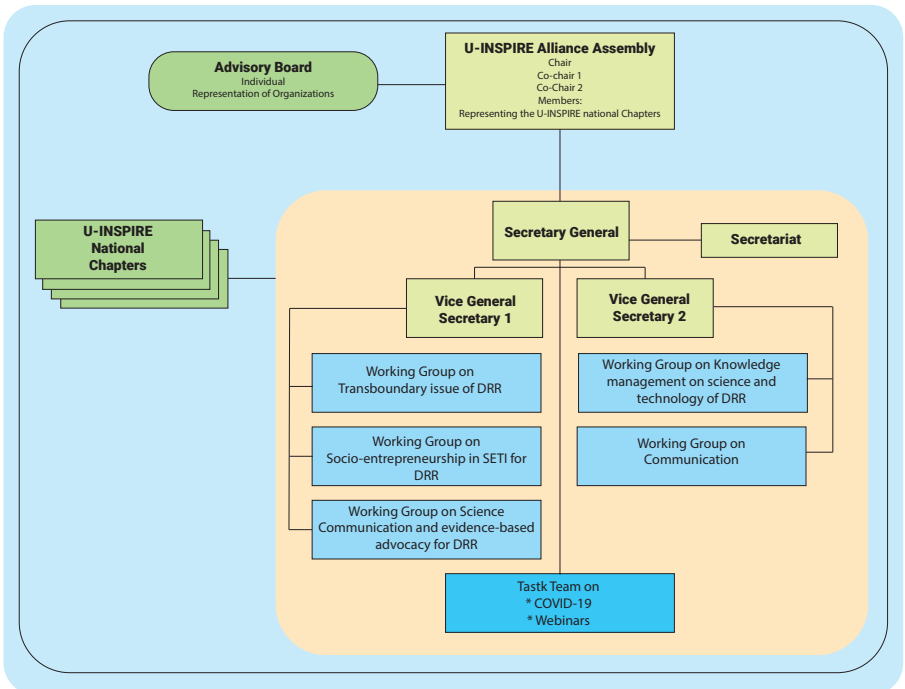 U-INSPIRE Alliance Assembly
Chair
Co-chair 1
Co-Chair 2
Members:
Representing the U-INSPIRE national Chapters
Advisory Board
Individual
Representation of Organizations
U-INSPIRE
National
Chapters
Secretary General
Secretariat
Vice General
Secretary 1
Vice General
Secretary 2
Working Group on
Transboundary issue of DRR
Working Group on
Socio-entrepreneurship in SETI for
DRR
Working Group on Science
Communication and evidence-based
advocacy for DRR
Working Group on Knowledge
management on science and
technology of DRR
Working Group on
Communication
Tastk Team on
* COVID-19
* Webinars